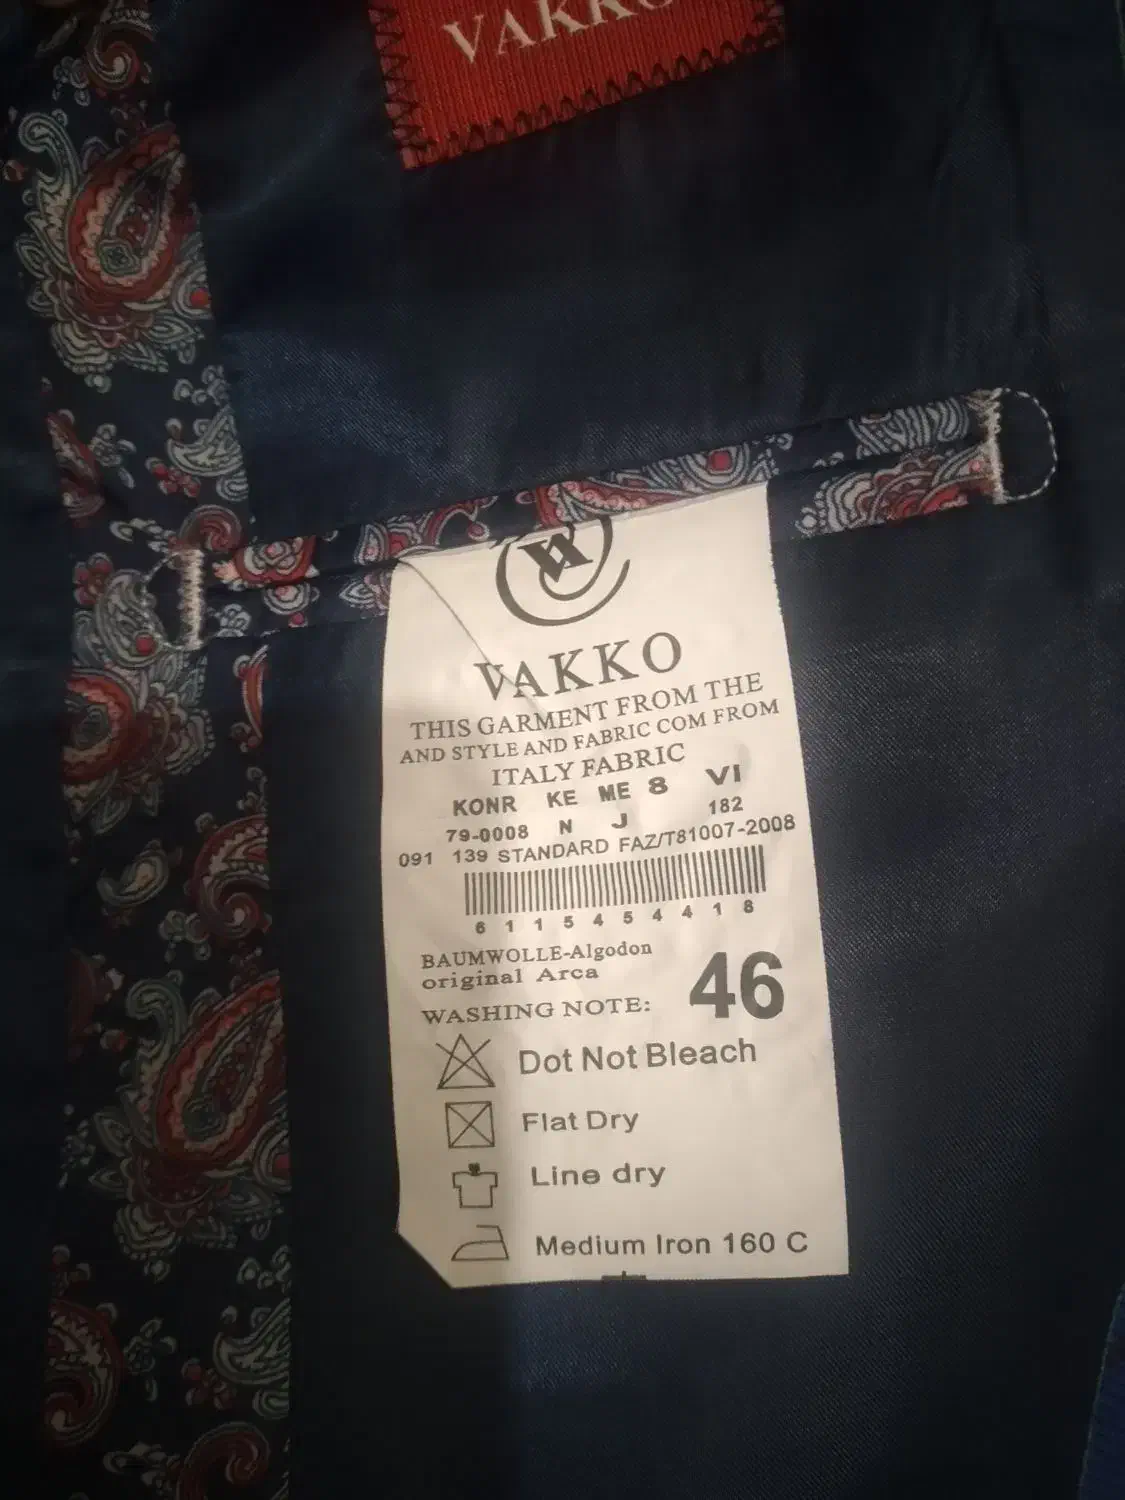 VAKKO
VAKKO
THIS GARMENT FROM THE
AND STYLE AND FABRIC COM FROM
ITALY FABRIC
KONR KE ME 8 VI
79-0008 N J 182
091 139 STANDARD FAZ/T81007-2008
6 1 1 5 4 5 4 4 1 8
BAUMWOLLE-Algodon
original Arca
WASHING NOTE: 46
Dot Not Bleach
Flat Dry
Line dry
Medium Iron 160 C